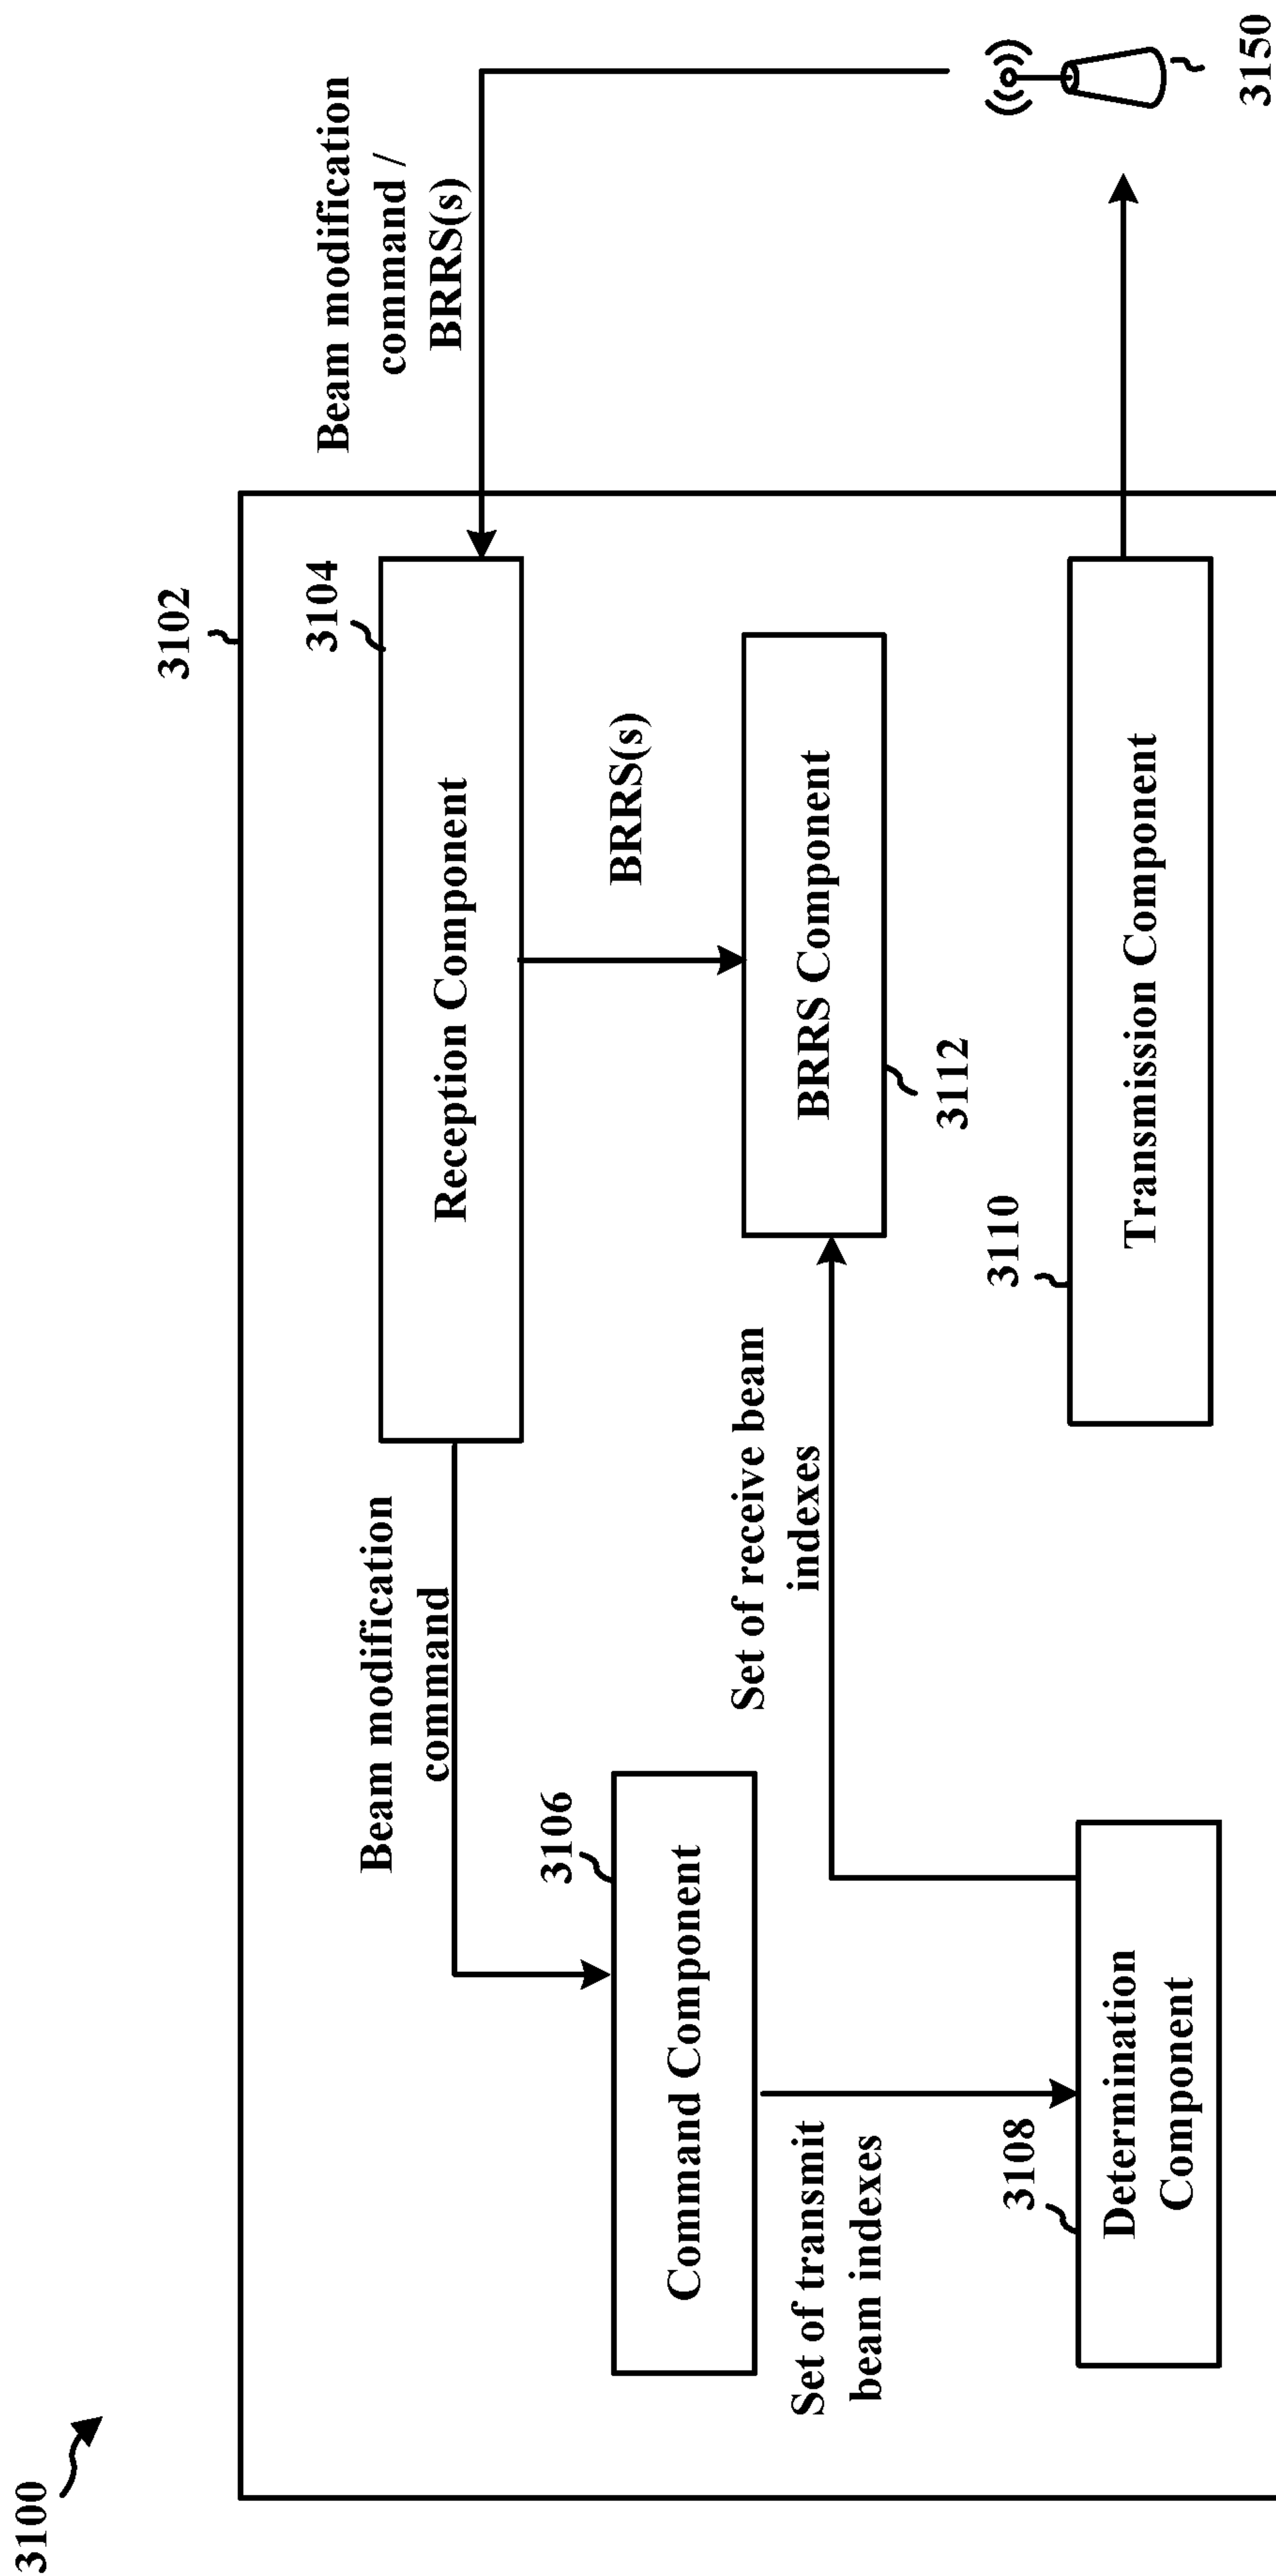 3100
3102
Beam modification
command /
BRRS(s)
3104
Reception Component
Beam modification
command
BRRS(s)
3106
Command Component
Set of receive beam
indexes
BRRS Component
3112
Set of transmit
beam indexes
3108
Determination
Component
3110
Transmission Component
3150